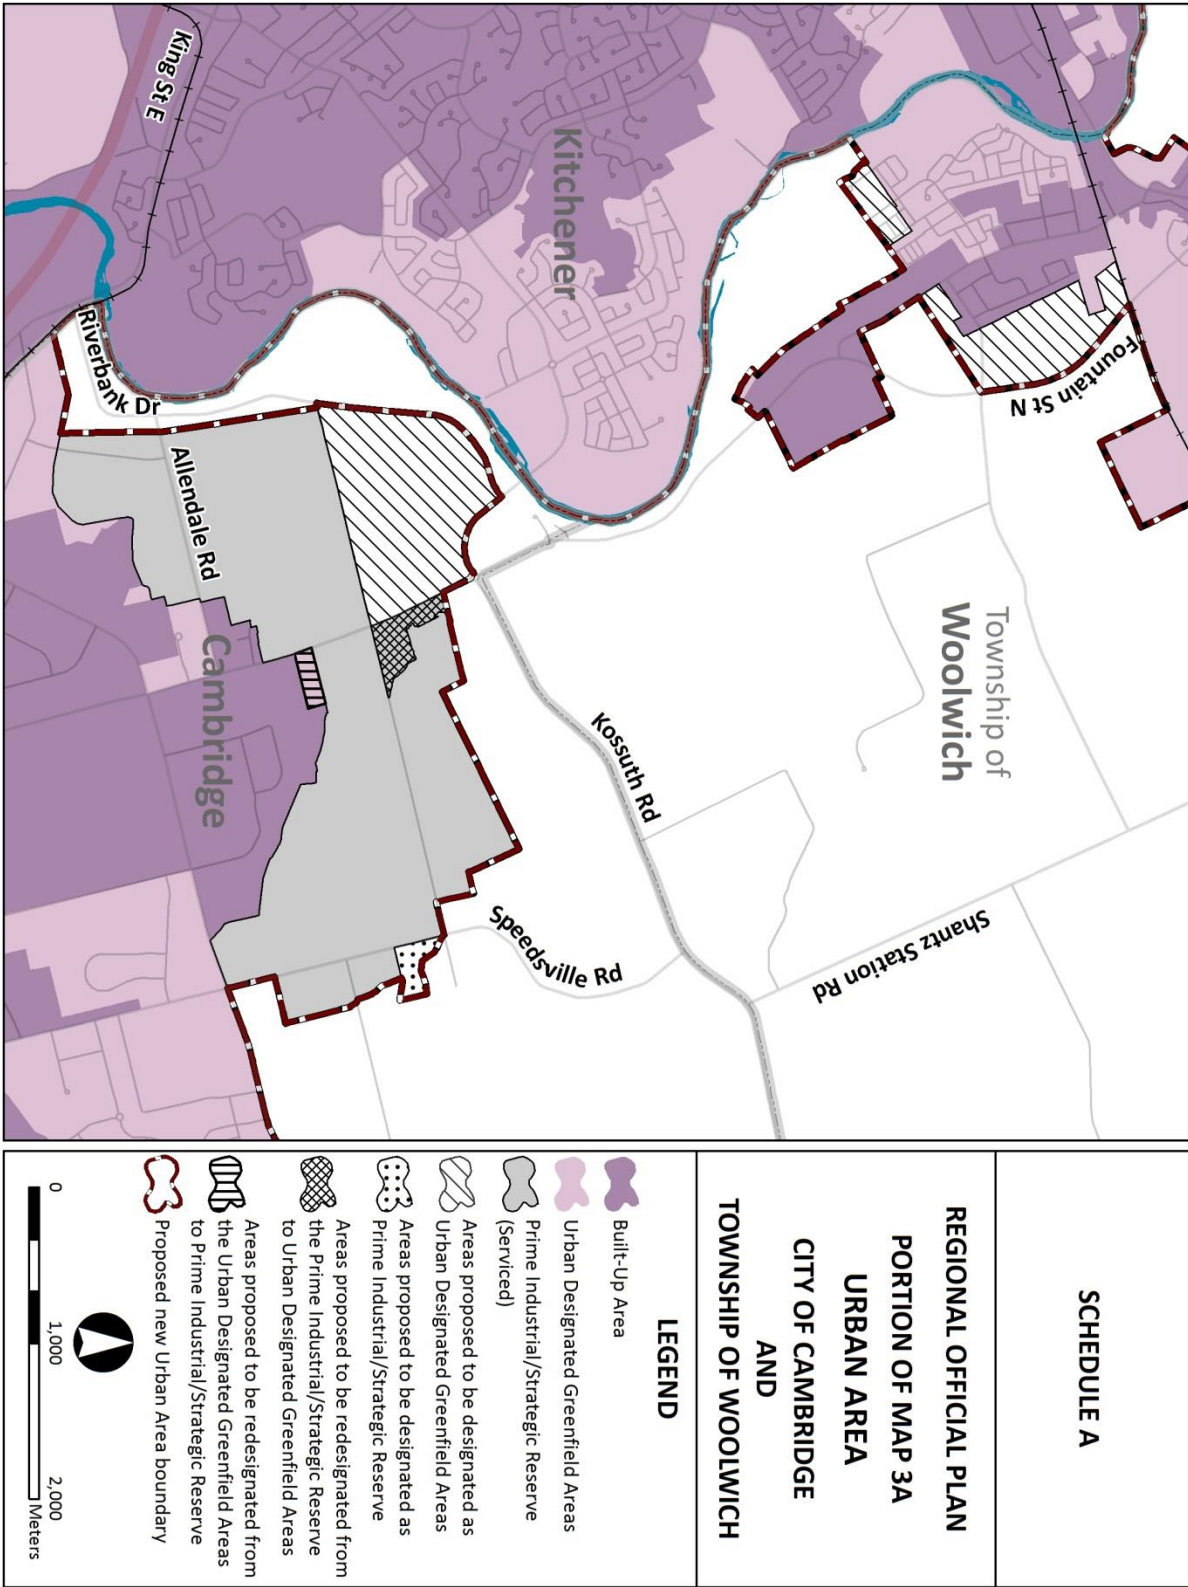 SCHEDULE A
REGIONAL OFFICIAL PLAN
PORTION OF MAP 3A
URBAN AREA
CITY OF CAMBRIDGE
AND
TOWNSHIP OF WOOLWICH
LEGEND
Built-Up Area
Urban Designated Greenfield Areas
Prime Industrial/Strategic Reserve
(Serviced)
Areas proposed to be designated as
Urban Designated Greenfield Areas
Areas proposed to be designated as
Prime Industrial/Strategic Reserve
Areas proposed to be redesignated from
the Prime Industrial/Strategic Reserve
to Urban Designated Greenfield Areas
Areas proposed to be redesignated from
the Urban Designated Greenfield Areas
to Prime Industrial/Strategic Reserve
Proposed new Urban Area boundary
0 1,000 2,000
Meters
Fountain St N
Township of
Woolwich
Shantz Station Rd
Kitchener
Kossuth Rd
Speedsville Rd
King St E
Riverbank Dr
Allendale Rd
Cambridge